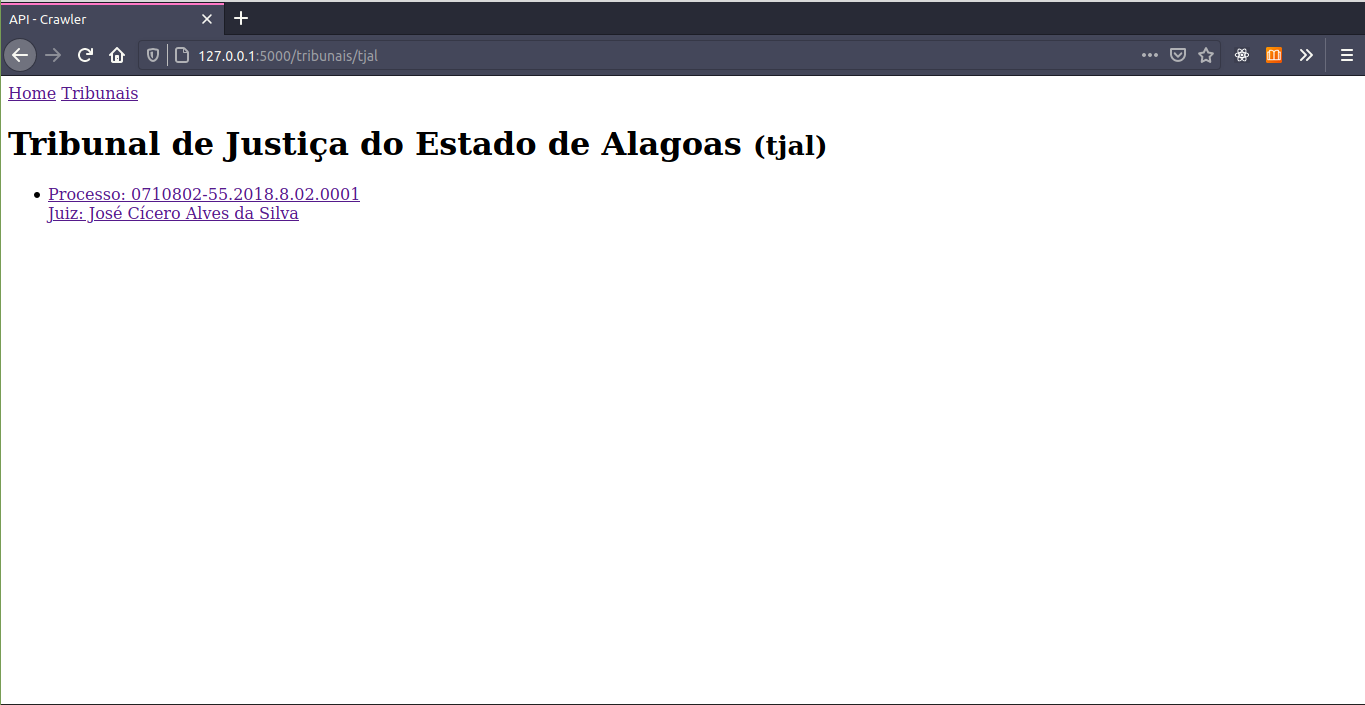 API - Crawler
127.0.0.1:5000/tribunais/tjal
Home Tribunais
Tribunal de Justiça do Estado de Alagoas (tjal)
Processo: 0710802-55.2018.8.02.0001
Juiz: José Cícero Alves da Silva